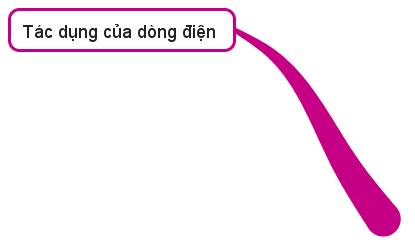 Tác dụng của dòng điện